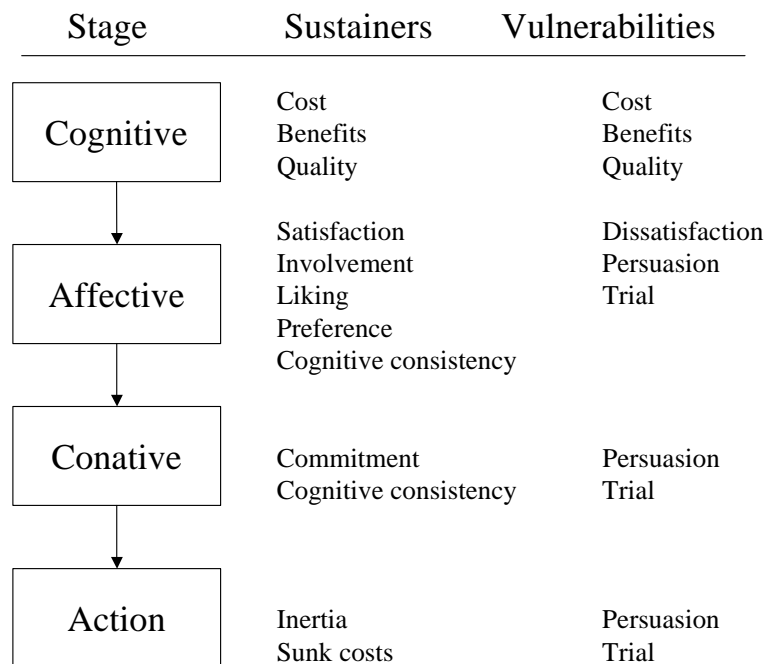 Stage Sustainers Vulnerabilities
Cognitive
Cost Cost
Benefits Benefits
Quality Quality
Affective
Satisfaction Dissatisfaction
Involvement Persuasion
Liking Trial
Preference
Cognitive consistency
Conative
Commitment Persuasion
Cognitive consistency Trial
Action
Inertia Persuasion
Sunk costs Trial